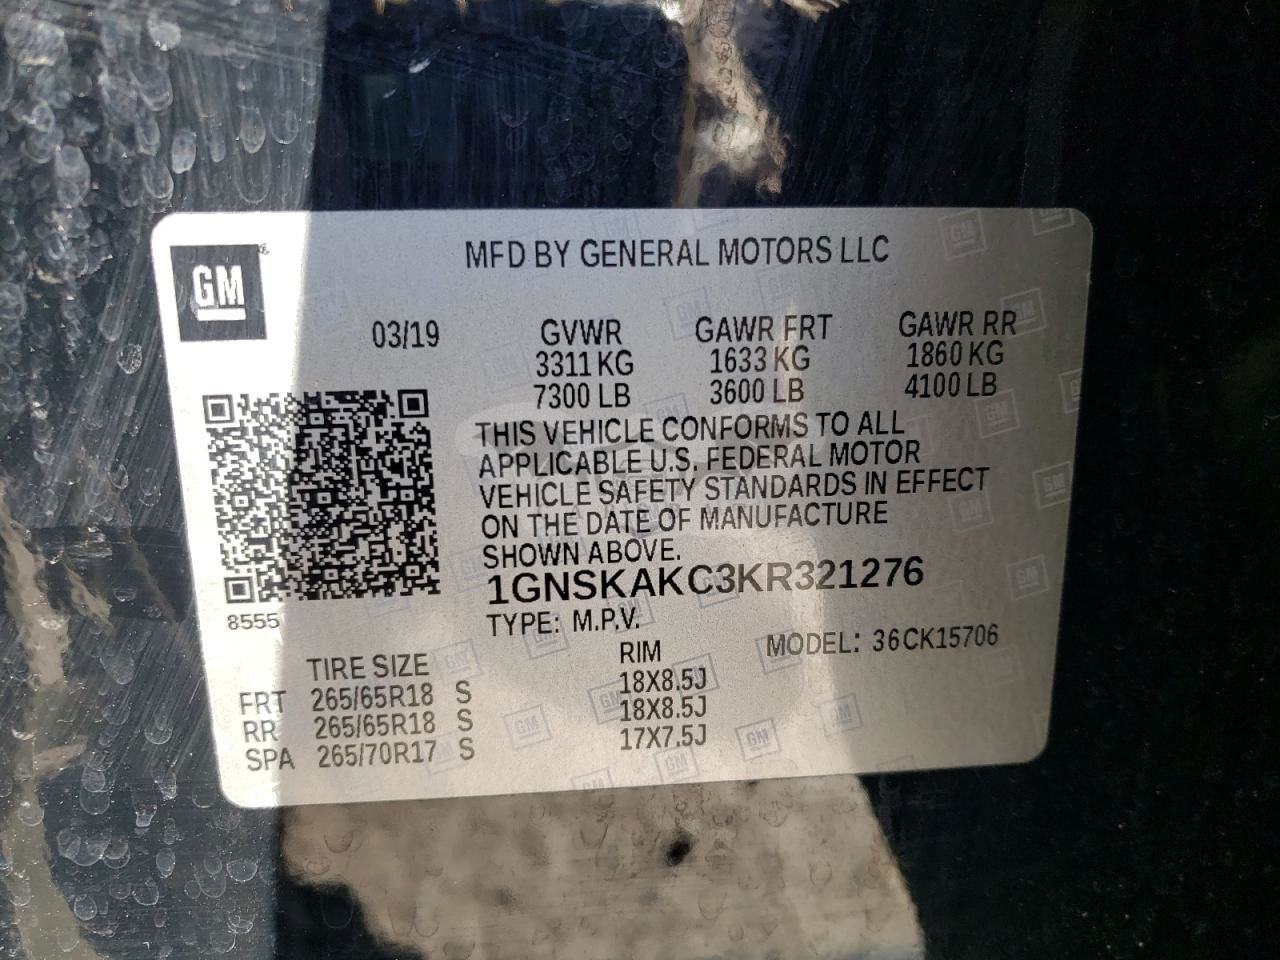 MFD BY GENERAL MOTORS LLC
GM
03/19 GVWR GAWR FRT GAWR RR
3311 KG 1633 KG 1860 KG
7300 LB 3600 LB 4100 LB
THIS VEHICLE CONFORMS TO ALL
APPLICABLE U.S. FEDERAL MOTOR
VEHICLE SAFETY STANDARDS IN EFFECT
ON THE DATE OF MANUFACTURE
SHOWN ABOVE.
1GNSKAKC3KR321276
8555
TYPE: M.P.V. MODEL: 36CK15706
TIRE SIZE RIM
FRT 265/65R18 S 18X8.5J
RR 265/65R18 S 18X8.5J
SPA 265/70R17 S 17X7.5J